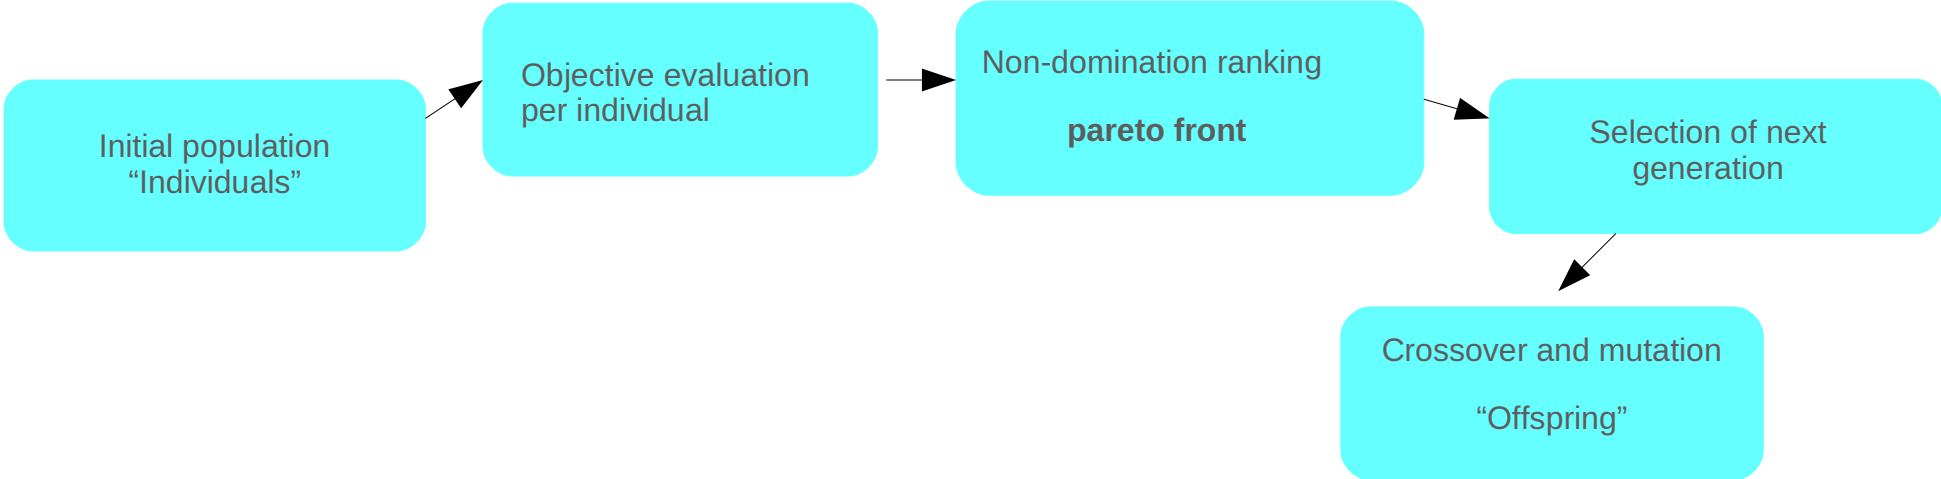 Initial population
“Individuals”
Objective evaluation
per individual
Non-domination ranking
pareto front
Selection of next
generation
Crossover and mutation
“Offspring”